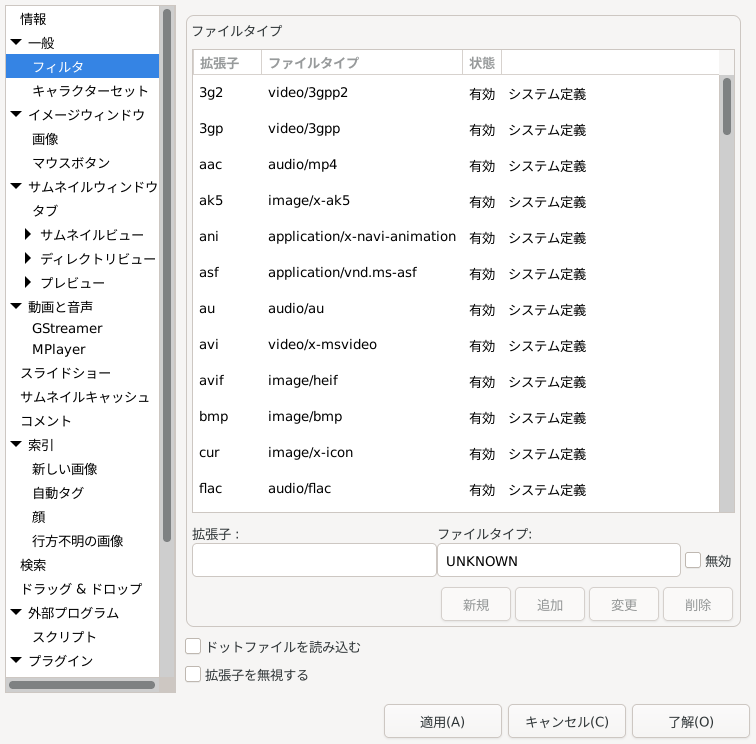 情報
一般
フィルタ
キャラクターセット
イメージウィンドウ
画像
マウスボタン
サムネイルウィンドウ
タブ
サムネイルビュー
ディレクトリビュー
プレビュー
動画と音声
GStreamer
MPlayer
スライドショー
サムネイルキャッシュ
コメント
索引
新しい画像
自動タグ
顔
行方不明の画像
検索
ドラッグ & ドロップ
外部プログラム
スクリプト
プラグイン
ファイルタイプ
拡張子 ファイルタイプ 状態
3g2 video/3gpp2 有効 システム定義
3gp video/3gpp 有効 システム定義
aac audio/mp4 有効 システム定義
ak5 image/x-ak5 有効 システム定義
ani application/x-navi-animation 有効 システム定義
asf application/vnd.ms-asf 有効 システム定義
au audio/au 有効 システム定義
avi video/x-msvideo 有効 システム定義
avif image/heif 有効 システム定義
bmp image/bmp 有効 システム定義
cur image/x-icon 有効 システム定義
flac audio/flac 有効 システム定義
拡張子 : ファイルタイプ:
UNKNOWN 無効
新規 追加 変更 削除
ドットファイルを読み込む
拡張子を無視する
適用(A) キャンセル(C) 了解(O)